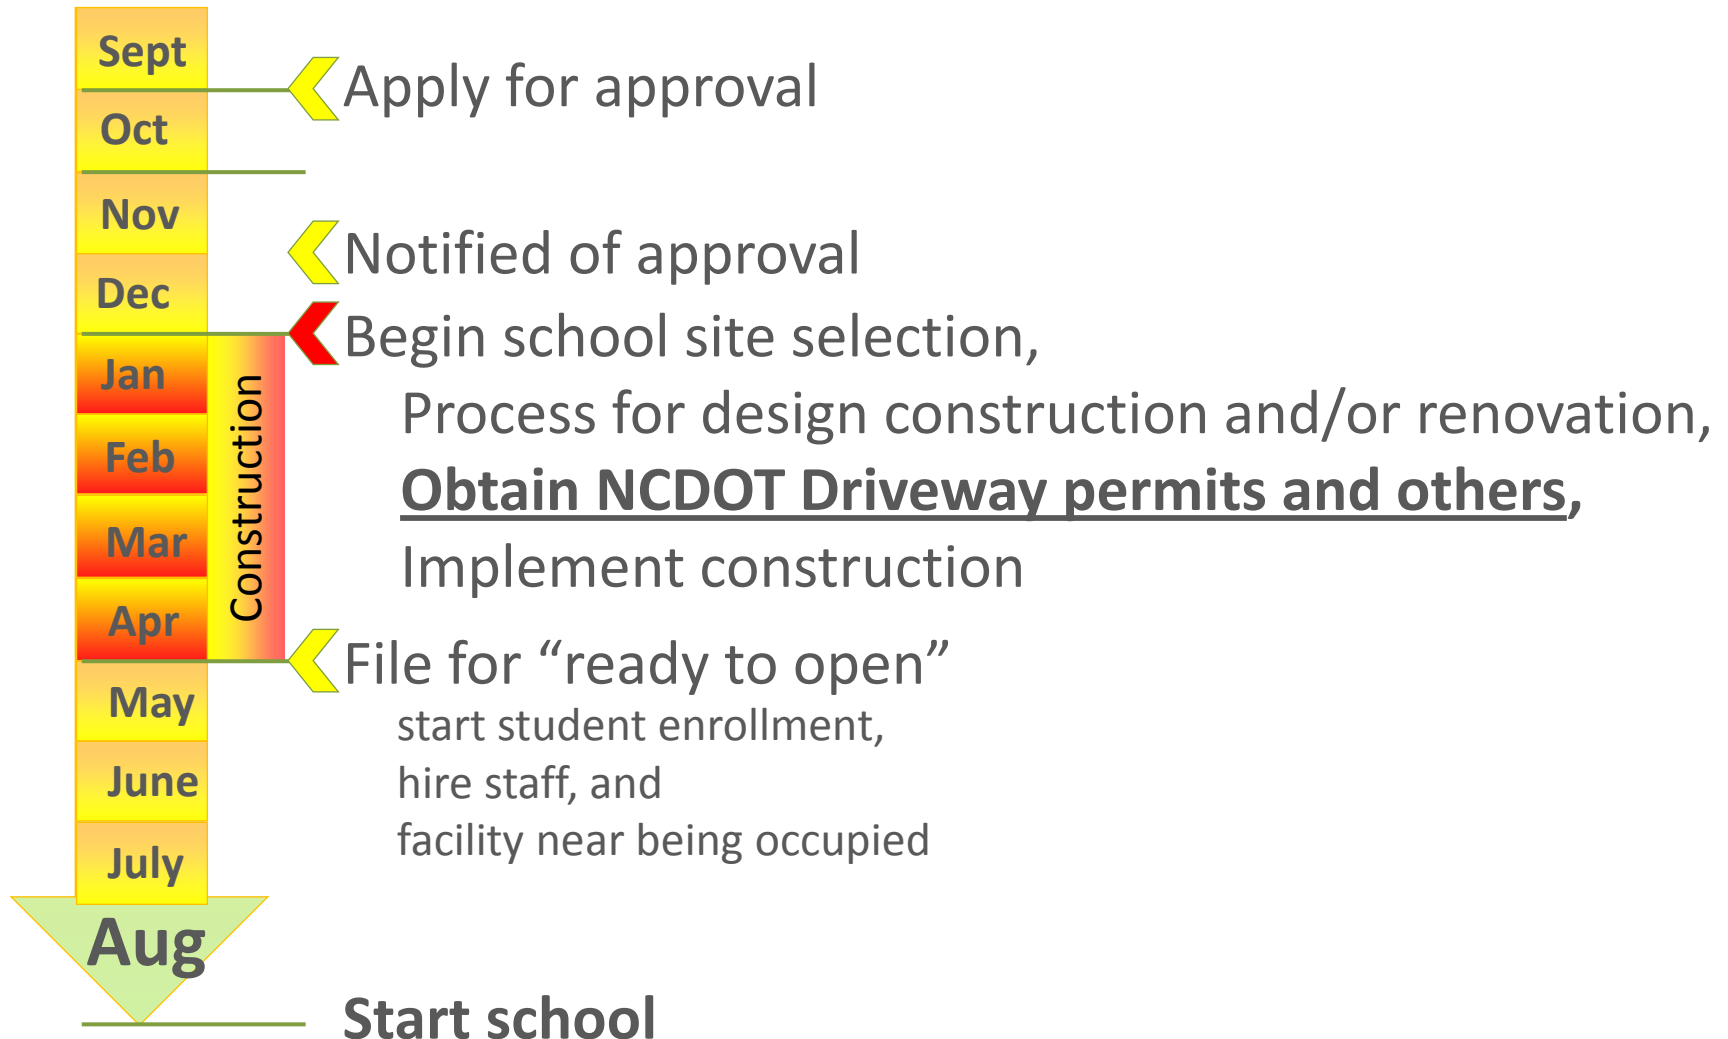 Sept
Apply for approval
Oct
Nov
Notified of approval
Dec
Begin school site selection,
Jan
Process for design construction and/or renovation,
Feb
Obtain NCDOT Driveway permits and others,
Mar
Implement construction
Apr
Construction
File for “ready to open”
May
start student enrollment,
June
hire staff, and
facility near being occupied
July
Aug
Start school